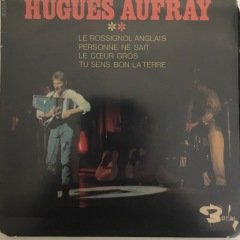 HUGUES AUFRAY
LE ROSSIGNOL ANGLAIS
PERSONNE NE SAIT
LE CŒUR GROS
TU SENS BON LA TERRE